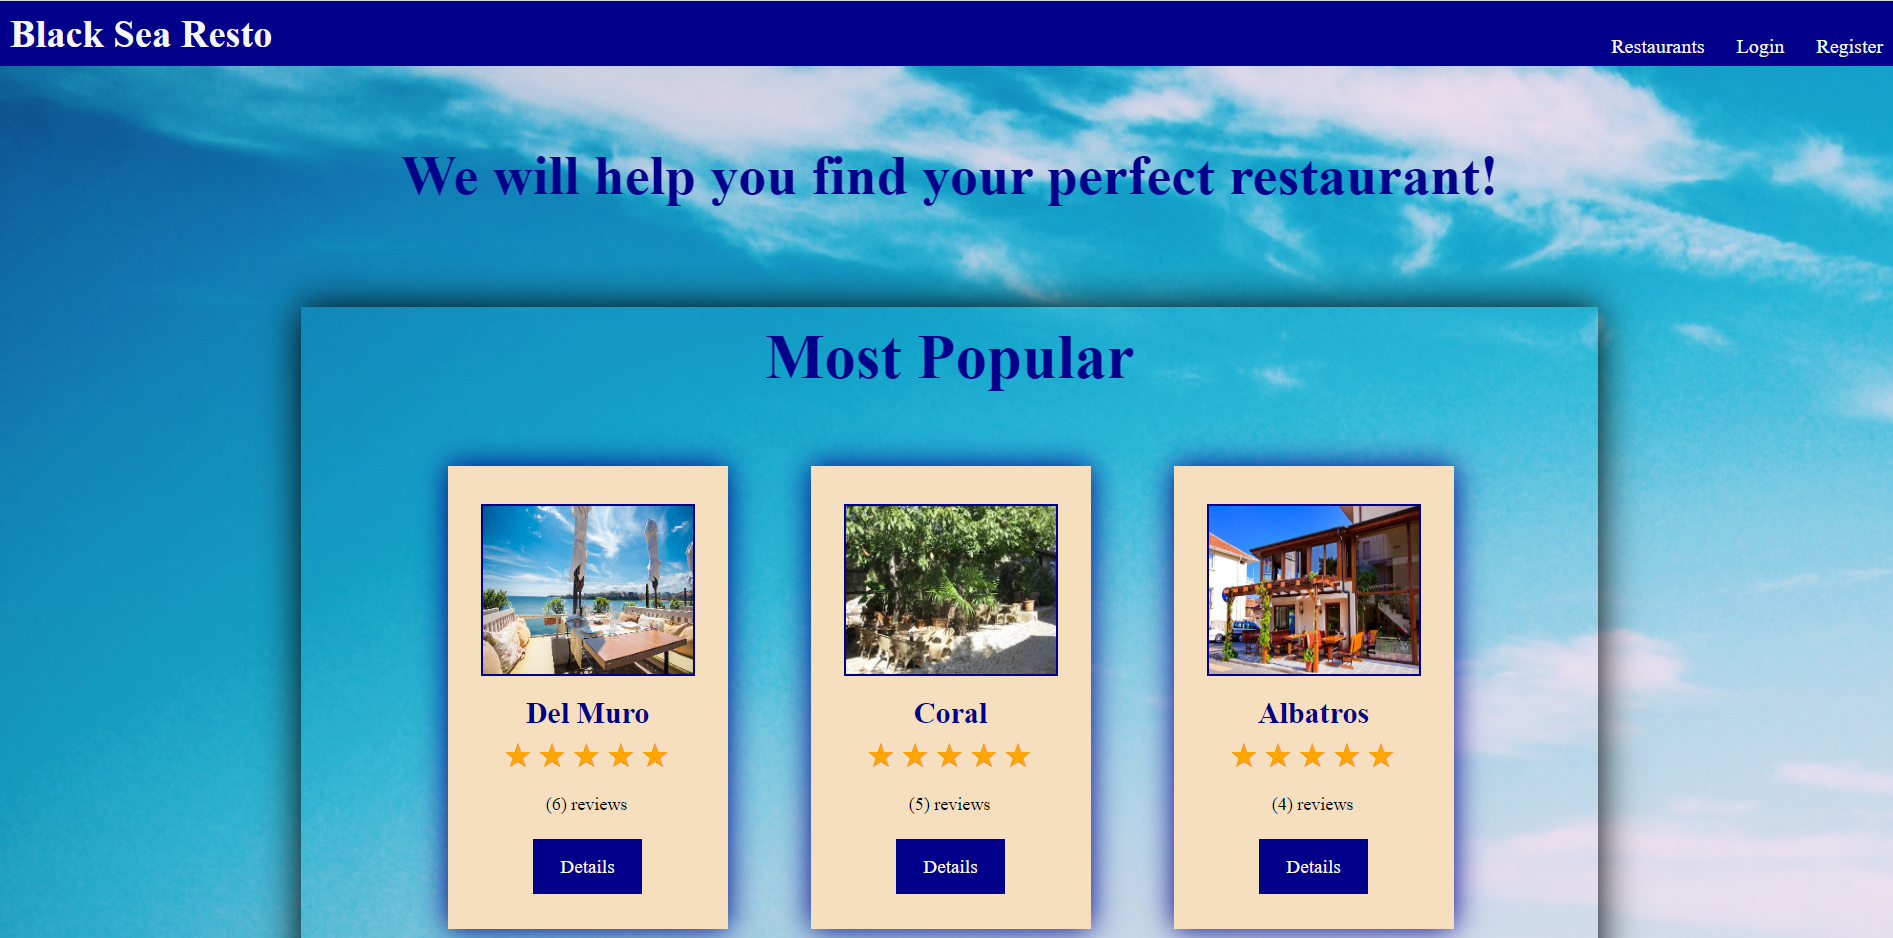 Black Sea Resto
Restaurants Login Register
We will help you find your perfect restaurant!
Most Popular
Del Muro Coral Albatros
★ ★ ★ ★ ★ ★ ★ ★ ★ ★ ★ ★ ★ ★ ★
(6) reviews (5) reviews (4) reviews
Details Details Details